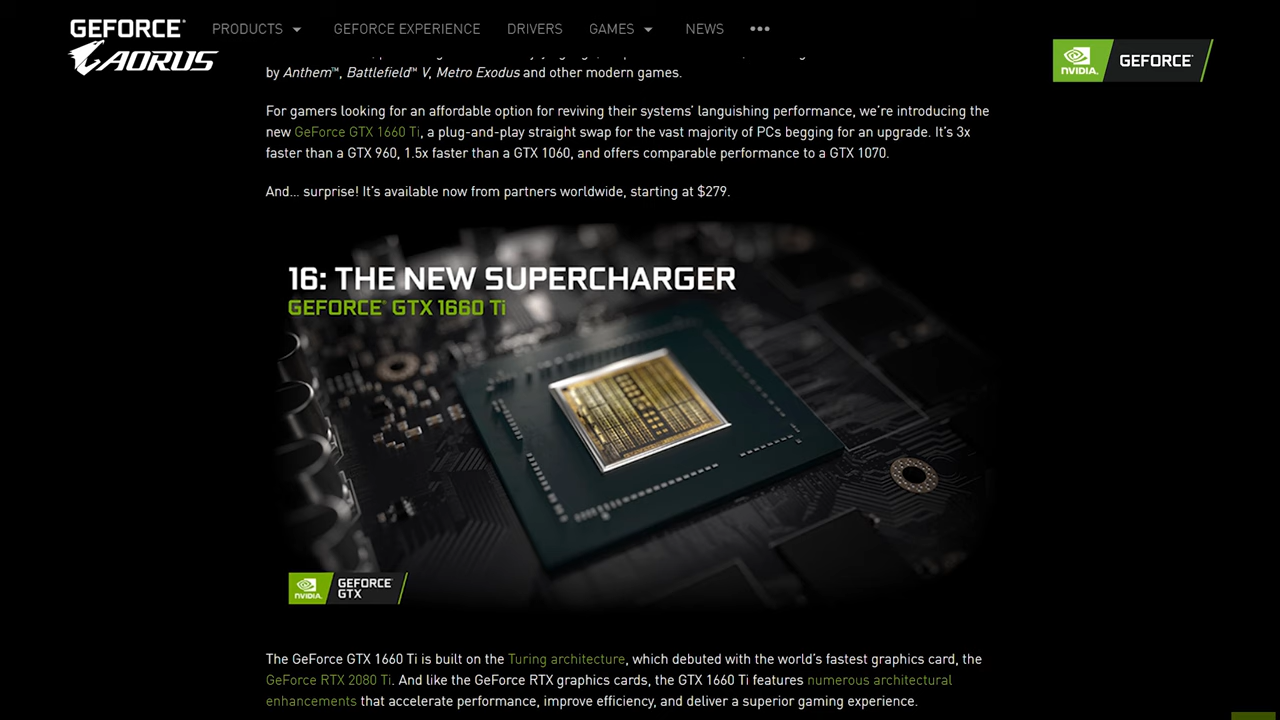 GEFORCE® PRODUCTS GEFORCE EXPERIENCE DRIVERS GAMES NEWS •••
AORUS
NVIDIA. GEFORCE®
by Anthem™, Battlefield™ V, Metro Exodus and other modern games.
For gamers looking for an affordable option for reviving their systems’ languishing performance, we’re introducing the
new GeForce GTX 1660 Ti, a plug-and-play straight swap for the vast majority of PCs begging for an upgrade. It’s 3x
faster than a GTX 960, 1.5x faster than a GTX 1060, and offers comparable performance to a GTX 1070.
And... surprise! It’s available now from partners worldwide, starting at $279.
16: THE NEW SUPERCHARGER
GEFORCE® GTX 1660 Ti
NVIDIA. GEFORCE®
GTX
The GeForce GTX 1660 Ti is built on the Turing architecture, which debuted with the world’s fastest graphics card, the
GeForce RTX 2080 Ti. And like the GeForce RTX graphics cards, the GTX 1660 Ti features numerous architectural
enhancements that accelerate performance, improve efficiency, and deliver a superior gaming experience.